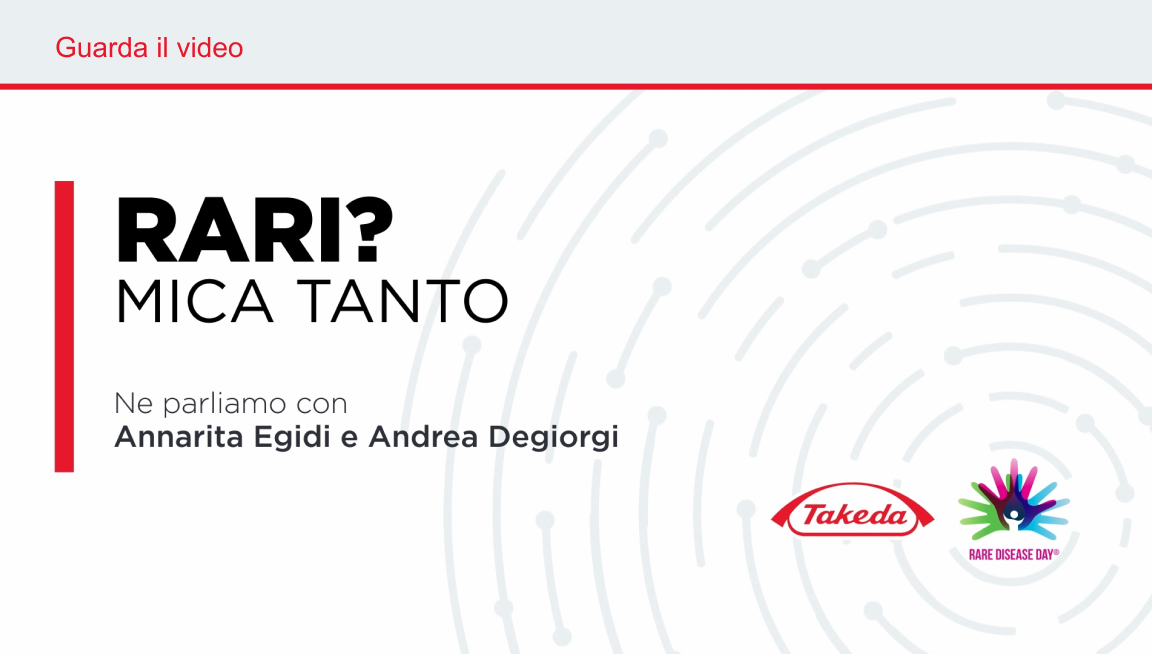 Guarda il video
RARI?
MICA TANTO
Ne parliamo con
Annarita Egidi e Andrea Degiorgi
Takeda
RARE DISEASE DAY®